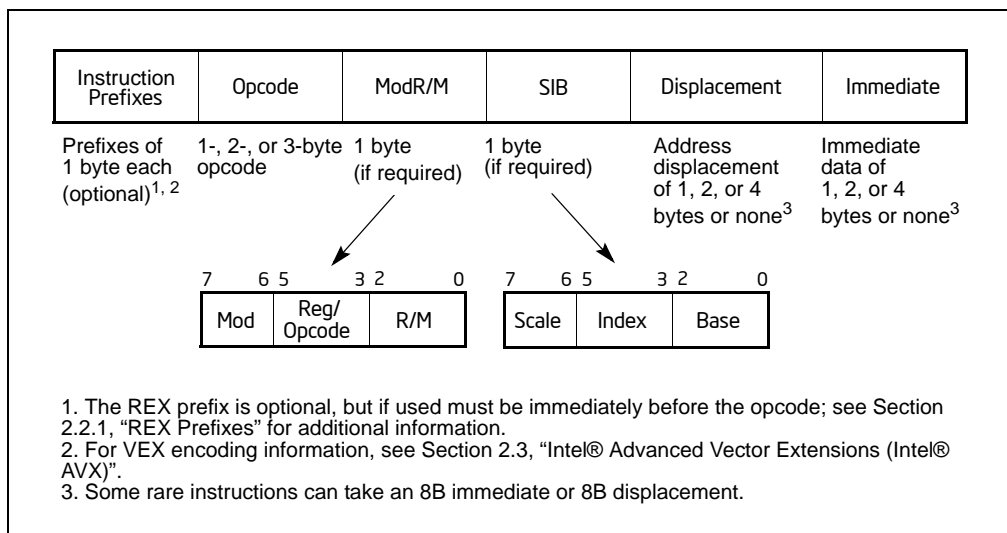 Instruction Prefixes Opcode ModR/M SIB Displacement Immediate
Prefixes of 1 byte each (optional)1, 2
1-, 2-, or 3-byte opcode
1 byte (if required)
1 byte (if required)
Address displacement of 1, 2, or 4 bytes or none3
Immediate data of 1, 2, or 4 bytes or none3
7 6 5 3 2 0
Mod Reg/Opcode R/M
7 6 5 3 2 0
Scale Index Base
1. The REX prefix is optional, but if used must be immediately before the opcode; see Section
2.2.1, “REX Prefixes” for additional information.
2. For VEX encoding information, see Section 2.3, “Intel® Advanced Vector Extensions (Intel®
AVX)”.
3. Some rare instructions can take an 8B immediate or 8B displacement.